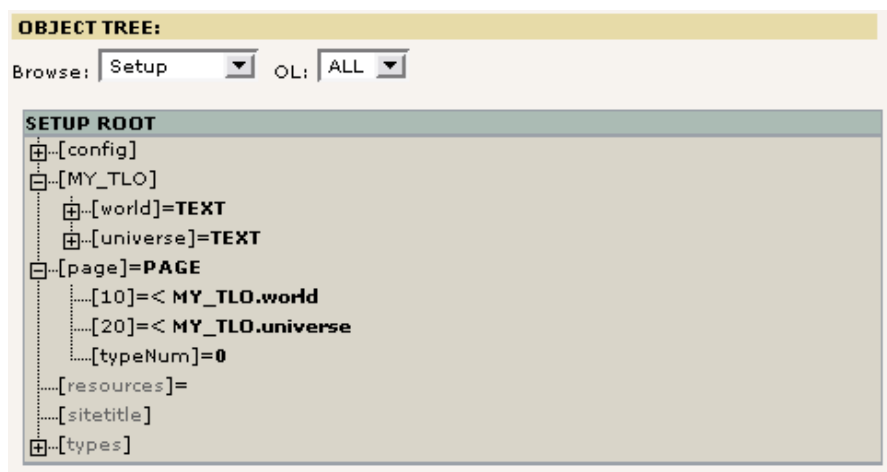 OBJECT TREE:
Browse: Setup OL: ALL
SETUP ROOT
[config]
[MY_TLO]
[world]=TEXT
[universe]=TEXT
[page]=PAGE
[10]=< MY_TLO.world
[20]=< MY_TLO.universe
[typeNum]=0
[resources]=
[sitetitle]
[types]